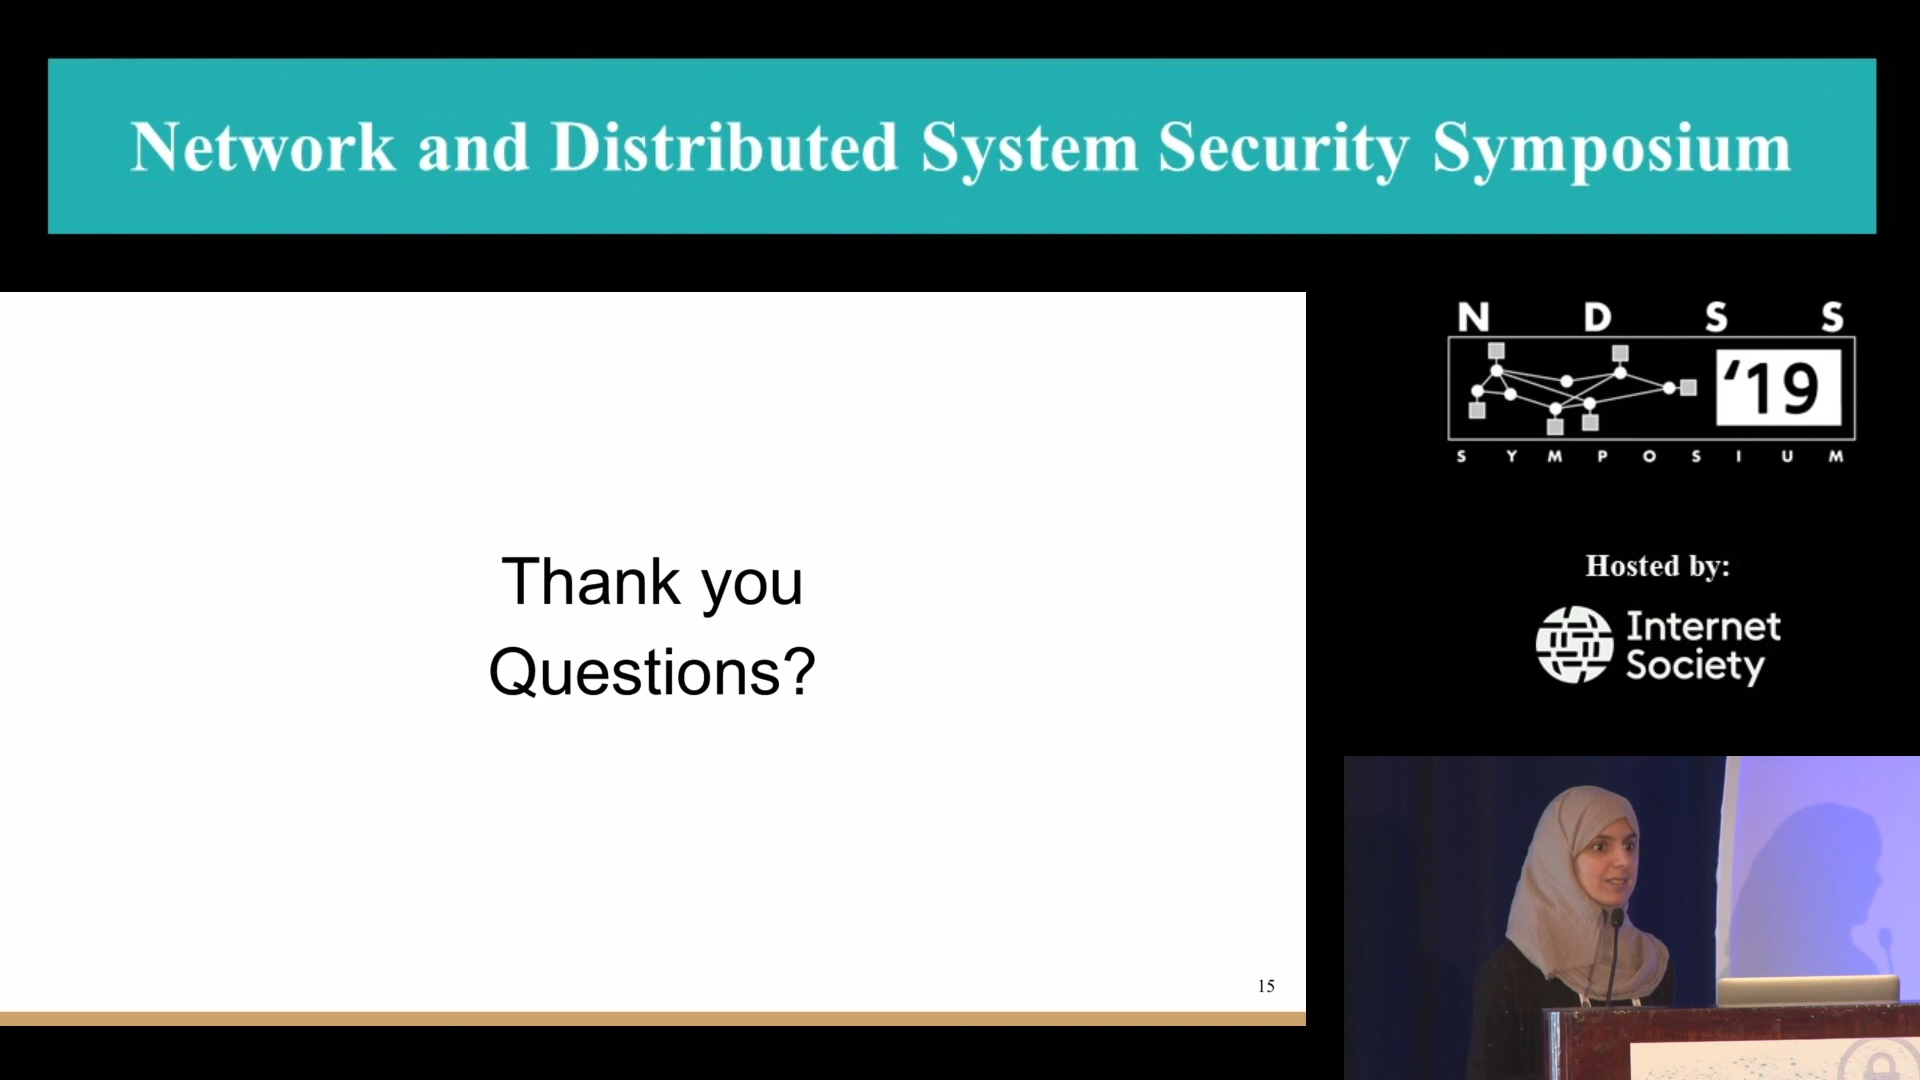 Network and Distributed System Security Symposium
N D S S
'19
S Y M P O S I U M
Hosted by:
Internet
Society
Thank you
Questions?
15